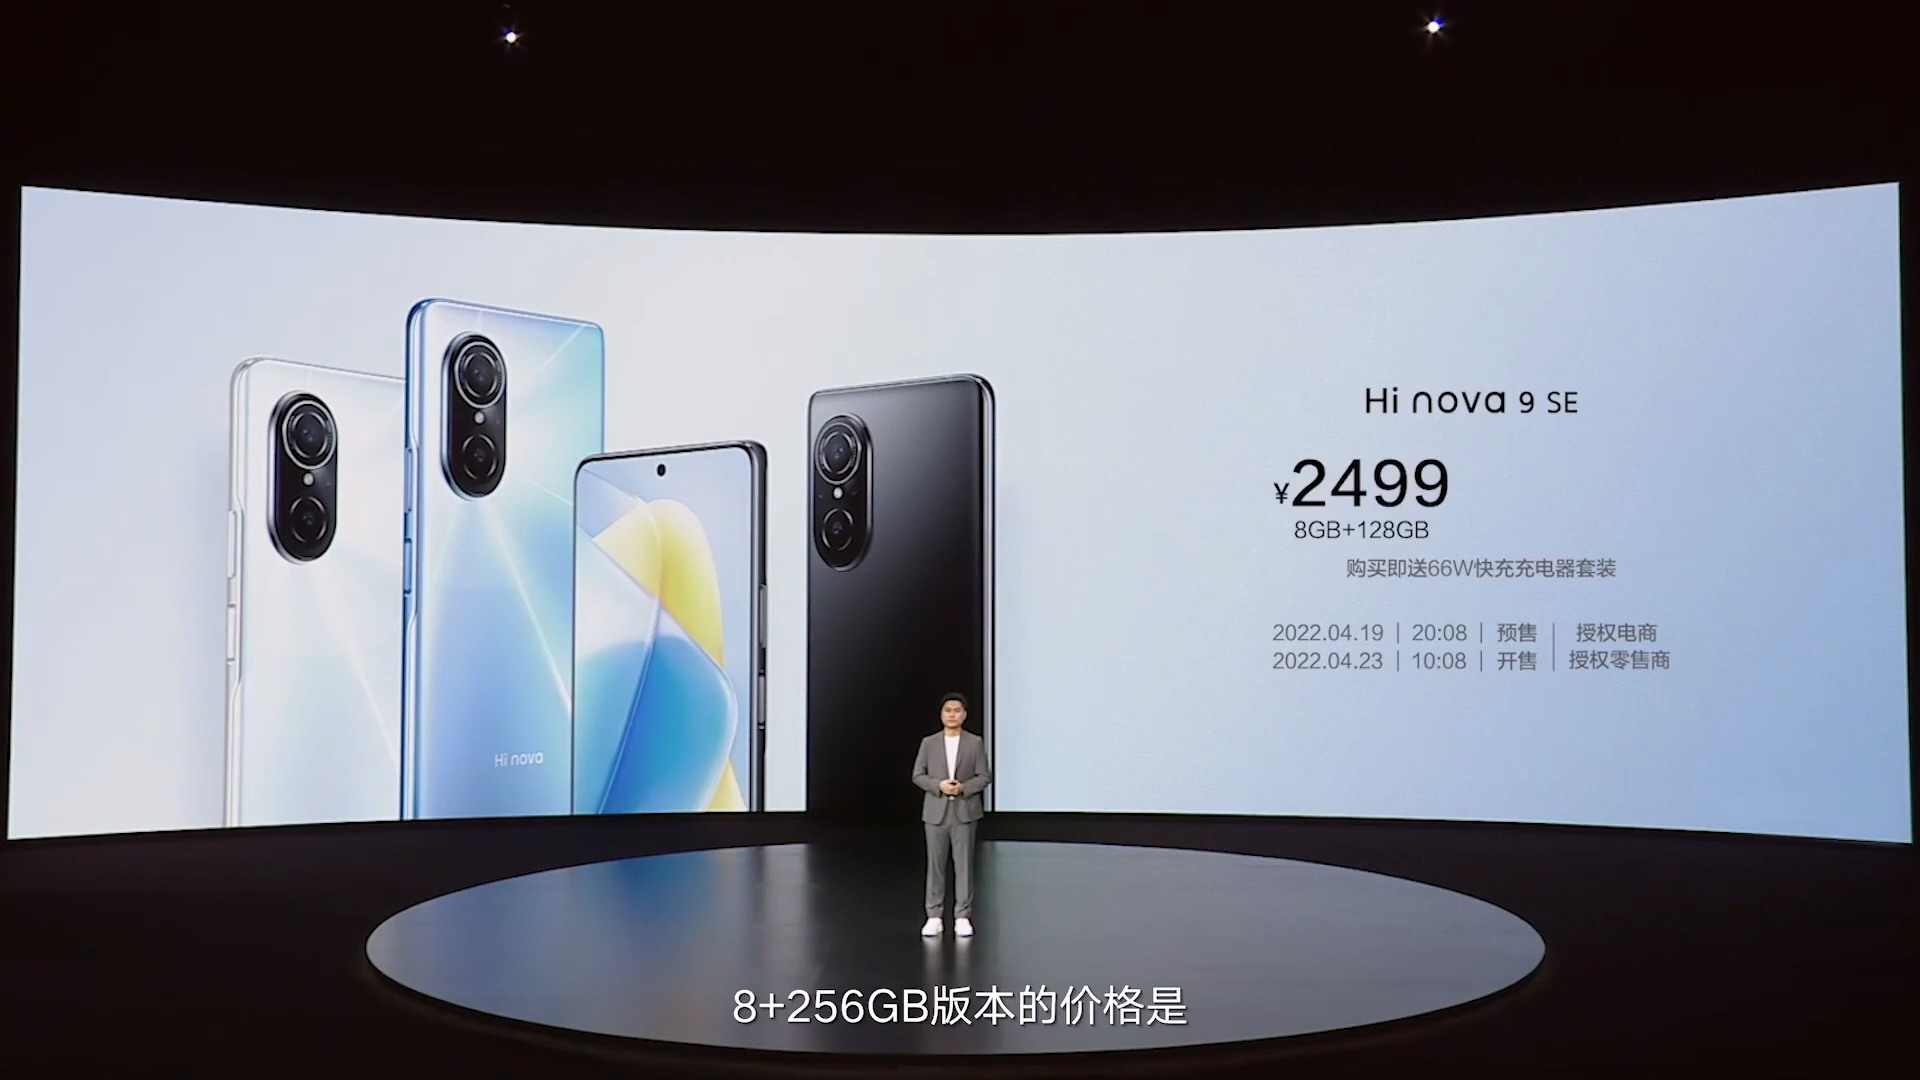 Hi nova 9 SE
¥2499
8GB+128GB
购买即送66W快充充电器套装
2022.04.19 | 20:08 | 预售 | 授权电商
2022.04.23 | 10:08 | 开售 | 授权零售商
Hi nova
8+256GB版本的价格是